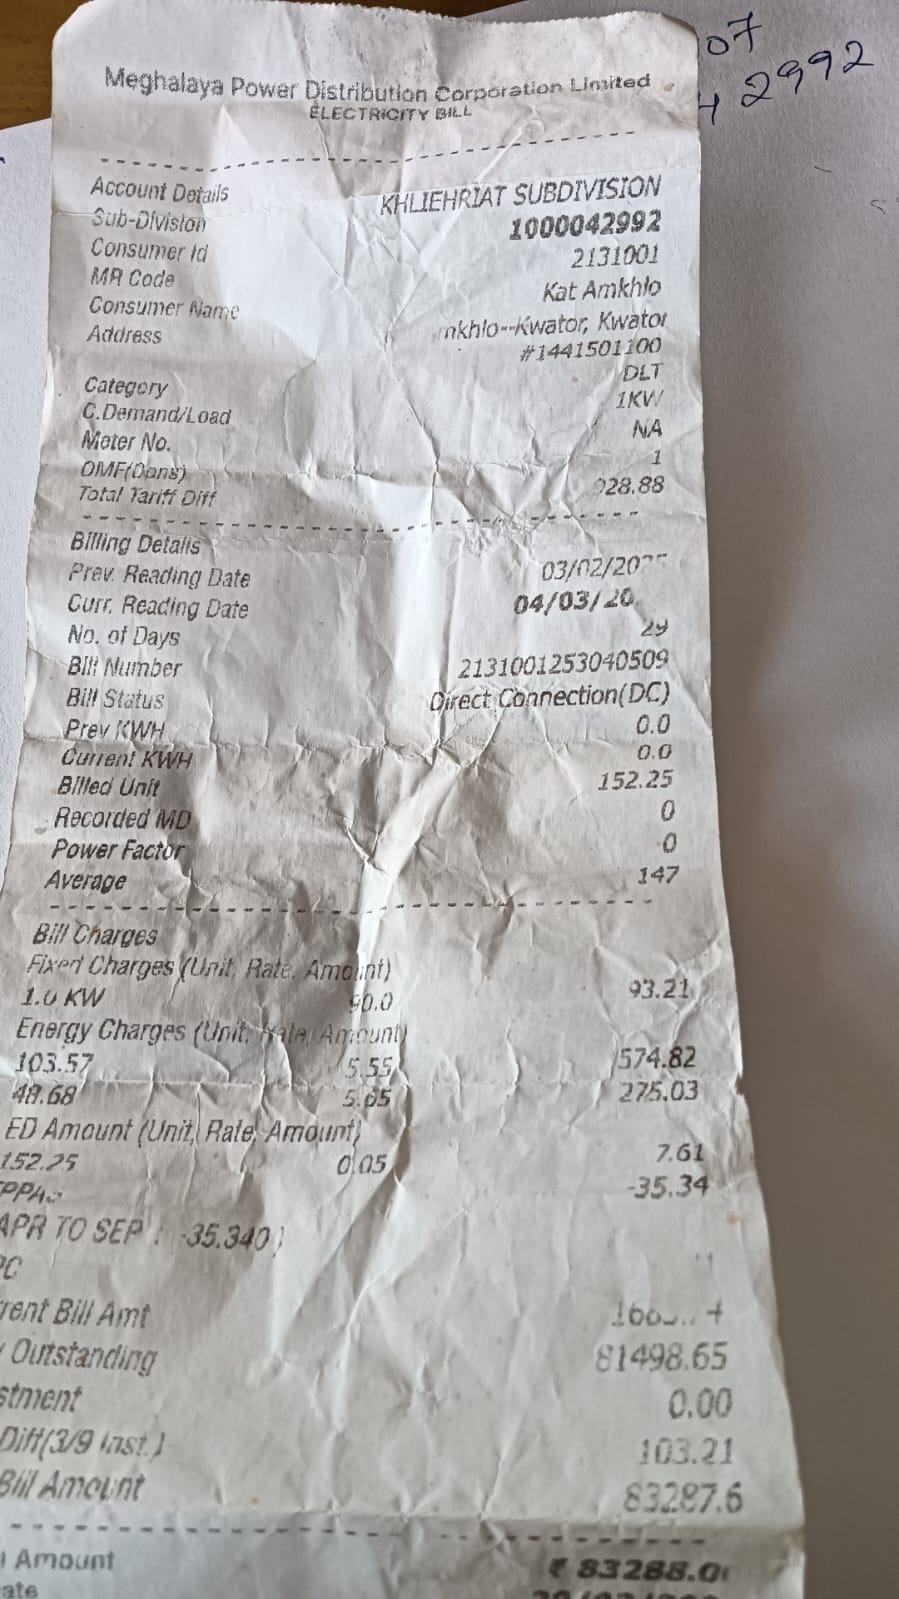 07
2992
Meghalaya Power Distribution Corporation Limited
ELECTRICITY BILL
Account Details
Sub-Division KHLIEHRIAT SUBDIVISION
Consumer Id 1000042992
MR Code 2131001
Consumer Name Kat Amkhlo
Address mkhlo--Kwator, Kwator
#1441501100
Category DLT
C.Demand/Load 1KW
Meter No. NA
OMF(Cons) 1
Total Tariff Diff 928.88
Billing Details
Prev. Reading Date 03/02/20
Curr. Reading Date 04/03/20
No. of Days 29
Bill Number 2131001253040509
Bill Status Direct Connection(DC)
Prev KWH 0.0
Current KWH 0.0
Billed Unit 152.25
Recorded MD 0
Power Factor 0
Average 147
Bill Charges
Fixed Charges (Unit, Rate, Amount)
1.0 KW 90.0 93.21
Energy Charges (Unit, Rate, Amount)
103.57 5.55 574.82
48.68 5.65 275.03
ED Amount (Unit, Rate, Amount)
152.25 0.05 7.61
-35.34
APR TO SEP : -35.340)
rent Bill Amt
Outstanding 81498.65
stment 0.00
Diff(3/9 Inst.) 103.21
Bill Amount 83287.6
Amount ₹ 83288.0
ate